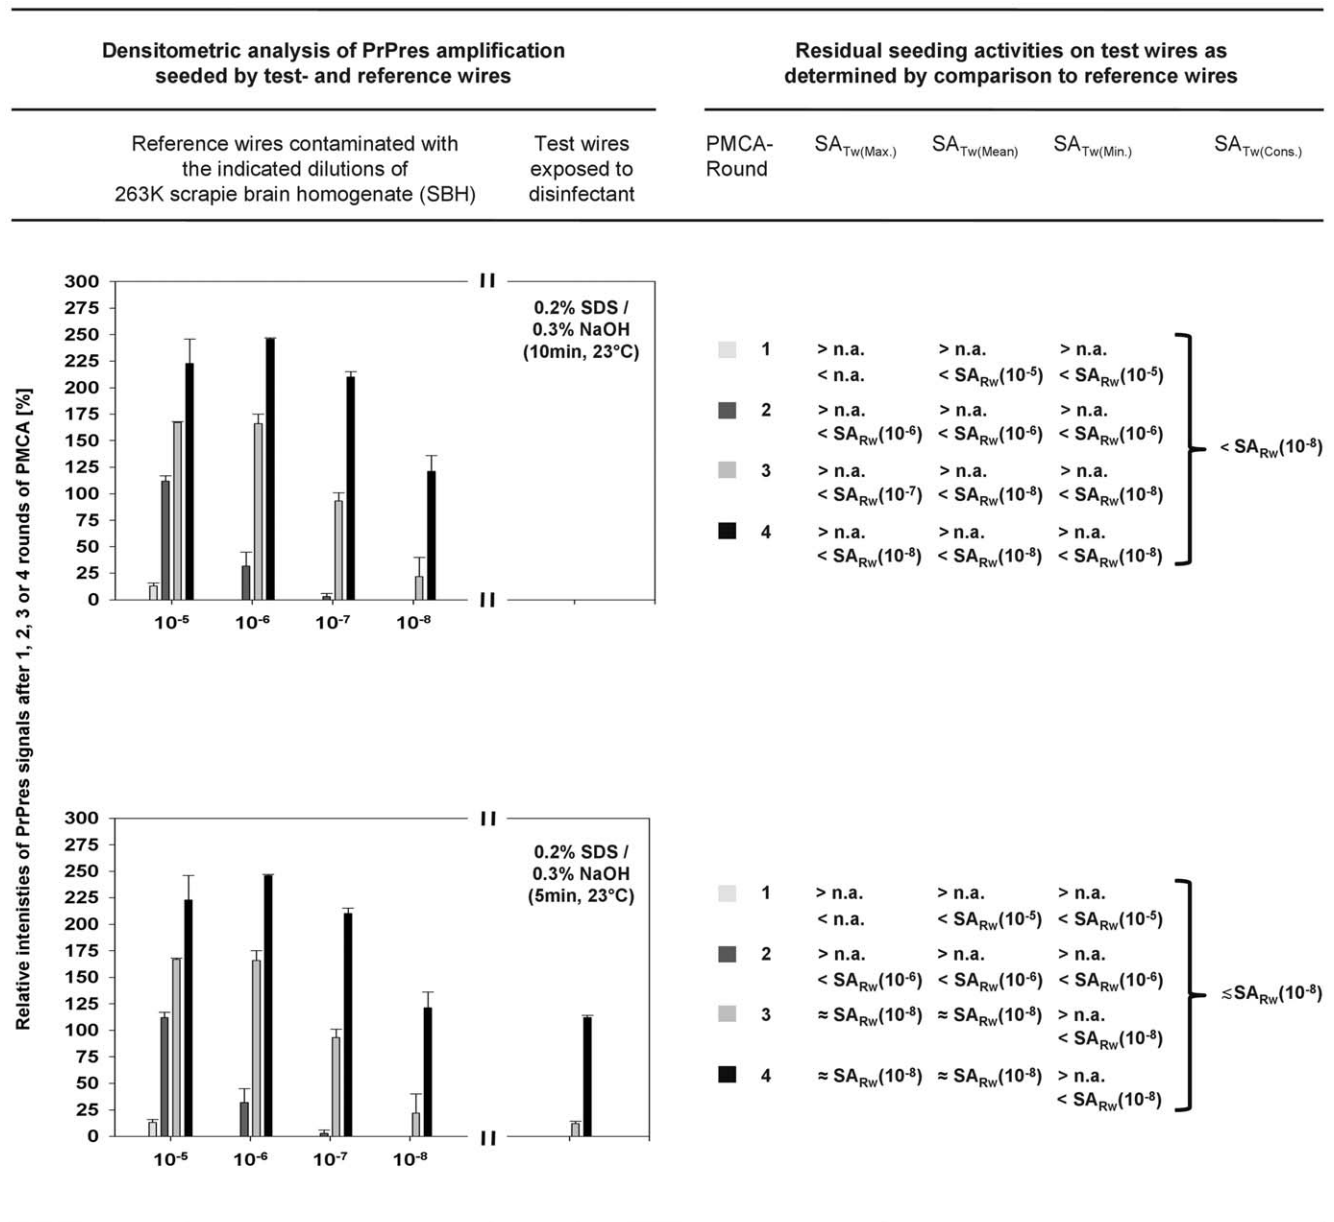 Densitometric analysis of PrPres amplification
seeded by test- and reference wires
Residual seeding activities on test wires as
determined by comparison to reference wires
Reference wires contaminated with
the indicated dilutions of
263K scrapie brain homogenate (SBH)
Test wires
exposed to
disinfectant
PMCA-
Round
SATw(Max.)
SATw(Mean)
SATw(Min.)
SATw(Cons.)
Relative intenisties of PrPres signals after 1, 2, 3 or 4 rounds of PMCA [%]
300
275
250
225
200
175
150
125
100
75
50
25
0
10-5 10-6 10-7 10-8
0.2% SDS /
0.3% NaOH
(10min, 23°C)
1 > n.a. > n.a. > n.a.
< n.a. < SARw(10-5) < SARw(10-5)
2 > n.a. > n.a. > n.a.
< SARw(10-6) < SARw(10-6) < SARw(10-6)
3 > n.a. > n.a. > n.a.
< SARw(10-7) < SARw(10-8) < SARw(10-8)
4 > n.a. > n.a. > n.a.
< SARw(10-8) < SARw(10-8) < SARw(10-8)
< SARw(10-8)
300
275
250
225
200
175
150
125
100
75
50
25
0
10-5 10-6 10-7 10-8
0.2% SDS /
0.3% NaOH
(5min, 23°C)
1 > n.a. > n.a. > n.a.
< n.a. < SARw(10-5) < SARw(10-5)
2 > n.a. > n.a. > n.a.
< SARw(10-6) < SARw(10-6) < SARw(10-6)
3 ≈ SARw(10-8) ≈ SARw(10-8) > n.a.
< SARw(10-8)
4 ≈ SARw(10-8) ≈ SARw(10-8) > n.a.
< SARw(10-8)
≲SARw(10-8)